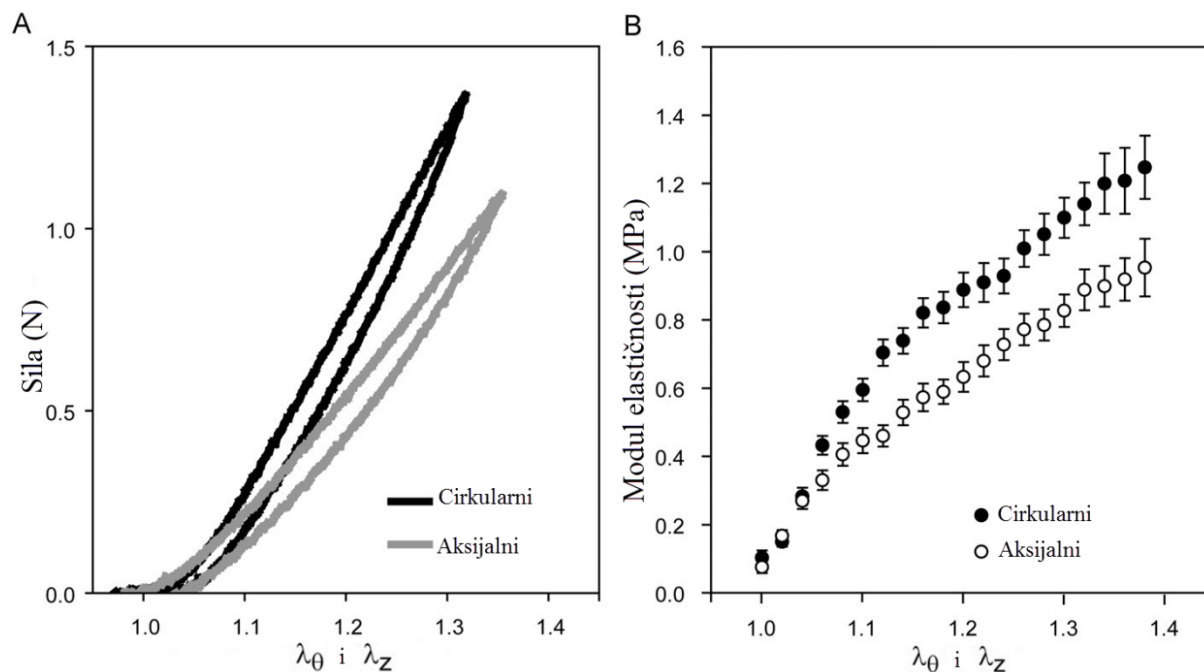 A
Sila (N)
1.5
1.0
0.5
0.0
1.0 1.1 1.2 1.3 1.4
λθ i λz
Cirkularni
Aksijalni
B
Modul elastičnosti (MPa)
1.6
1.4
1.2
1.0
0.8
0.6
0.4
0.2
0.0
1.0 1.1 1.2 1.3 1.4
λθ i λz
Cirkularni
Aksijalni